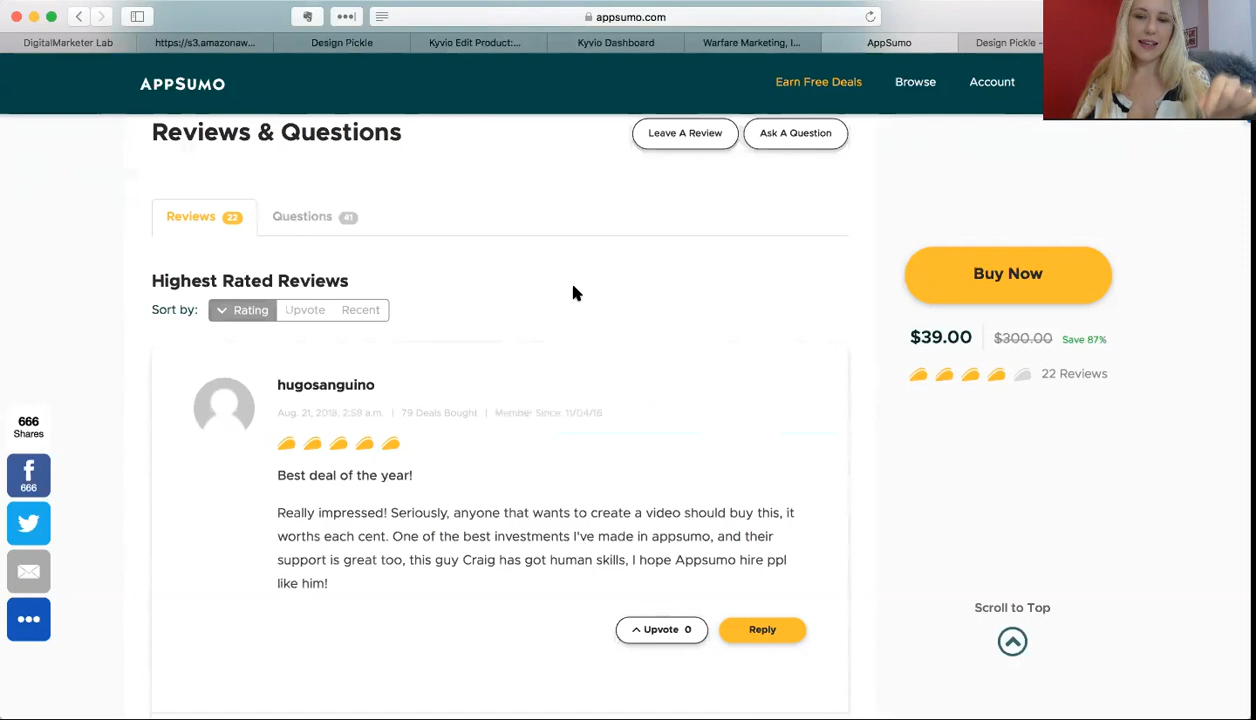 appsumo.com
DigitalMarketer Lab
https://s3.amazonaw...
Design Pickle
Kyvio Edit Product:...
Kyvio Dashboard
Warfare Marketing, I...
AppSumo
Design Pickle -
APPSUMO
Earn Free Deals
Browse
Account
Reviews & Questions
Leave A Review
Ask A Question
Reviews 22
Questions 41
Highest Rated Reviews
Sort by: Rating Upvote Recent
Buy Now
$39.00 $300.00 Save 87%
22 Reviews
hugosanguino
Aug. 21, 2018, 2:59 a.m. | 79 Deals Bought | Member Since: 11/04/16
Best deal of the year!
Really impressed! Seriously, anyone that wants to create a video should buy this, it
worths each cent. One of the best investments I've made in appsumo, and their
support is great too, this guy Craig has got human skills, I hope Appsumo hire ppl
like him!
Upvote 0
Reply
666
Shares
f
666
Scroll to Top